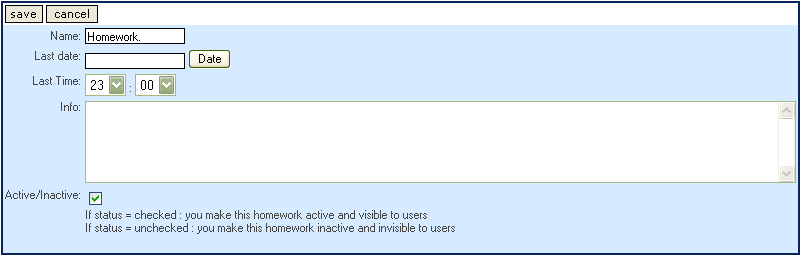 save cancel
Name: Homework.
Last date: Date
Last Time: 23 : 00
Info:
Active/Inactive:
If status = checked : you make this homework active and visible to users
If status = unchecked : you make this homework inactive and invisible to users